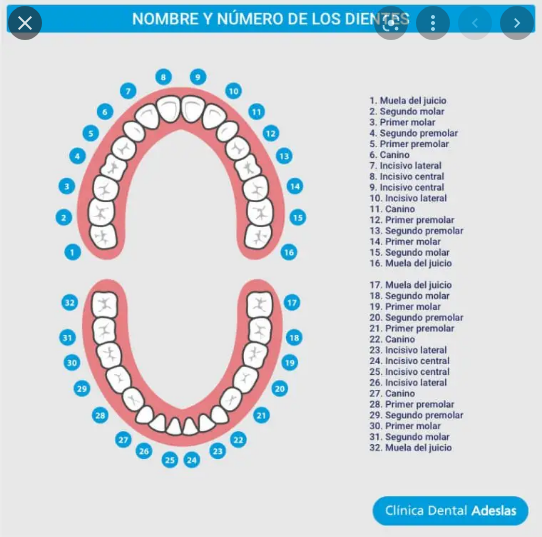 NOMBRE Y NÚMERO DE LOS DIENTES
8 9
7 10
6 11
5 12
4 13
3 14
2 15
1 16
32 17
31 18
30 19
29 20
28 21
27 22
26 23
25 24
1. Muela del juicio
2. Segundo molar
3. Primer molar
4. Segundo premolar
5. Primer premolar
6. Canino
7. Incisivo lateral
8. Incisivo central
9. Incisivo central
10. Incisivo lateral
11. Canino
12. Primer premolar
13. Segundo premolar
14. Primer molar
15. Segundo molar
16. Muela del juicio
17. Muela del juicio
18. Segundo molar
19. Primer molar
20. Segundo premolar
21. Primer premolar
22. Canino
23. Incisivo lateral
24. Incisivo central
25. Incisivo central
26. Incisivo lateral
27. Canino
28. Primer premolar
29. Segundo premolar
30. Primer molar
31. Segundo molar
32. Muela del juicio
Clínica Dental Adeslas